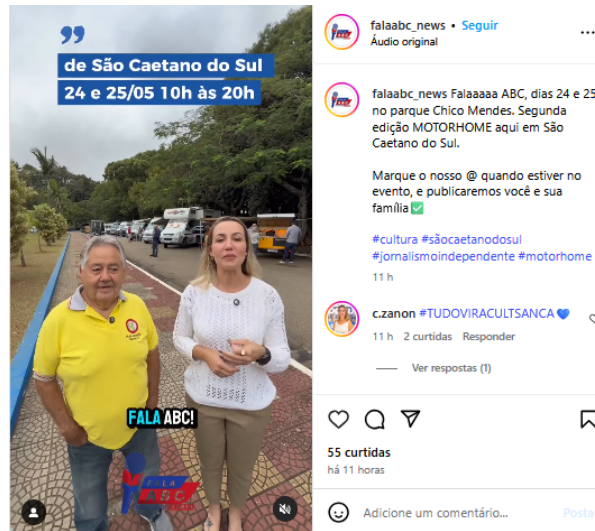 de São Caetano do Sul
24 e 25/05 10h às 20h
FALA ABC!
FALA
ABC
falaabc_news • Seguir
Áudio original
falaabc_news Falaaaaa ABC, dias 24 e 25
no parque Chico Mendes. Segunda
edição MOTORHOME aqui em São
Caetano do Sul.
Marque o nosso @ quando estiver no
evento, e publicaremos você e sua
família✅
#cultura #sãocaetanodosul
#jornalismoindependente #motorhome
11 h
c.zanon #TUDOVIRACULTSANCA💙
11 h 2 curtidas Responder
Ver respostas (1)
55 curtidas
há 11 horas
Adicione um comentário...
Posta